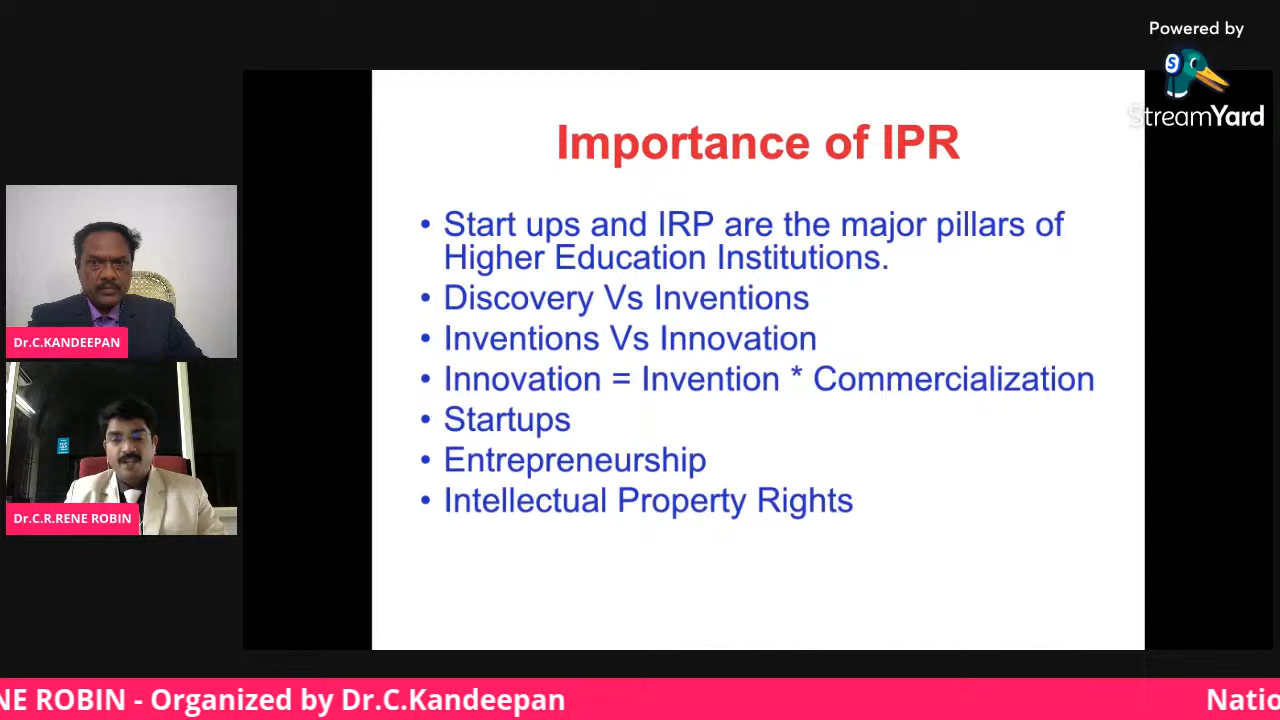 Powered by
StreamYard
Importance of IPR
• Start ups and IRP are the major pillars of
Higher Education Institutions.
• Discovery Vs Inventions
• Inventions Vs Innovation
• Innovation = Invention * Commercialization
• Startups
• Entrepreneurship
• Intellectual Property Rights
Dr.C.KANDEEPAN
Dr.C.R.RENE ROBIN
NE ROBIN - Organized by Dr.C.Kandeepan
Natio